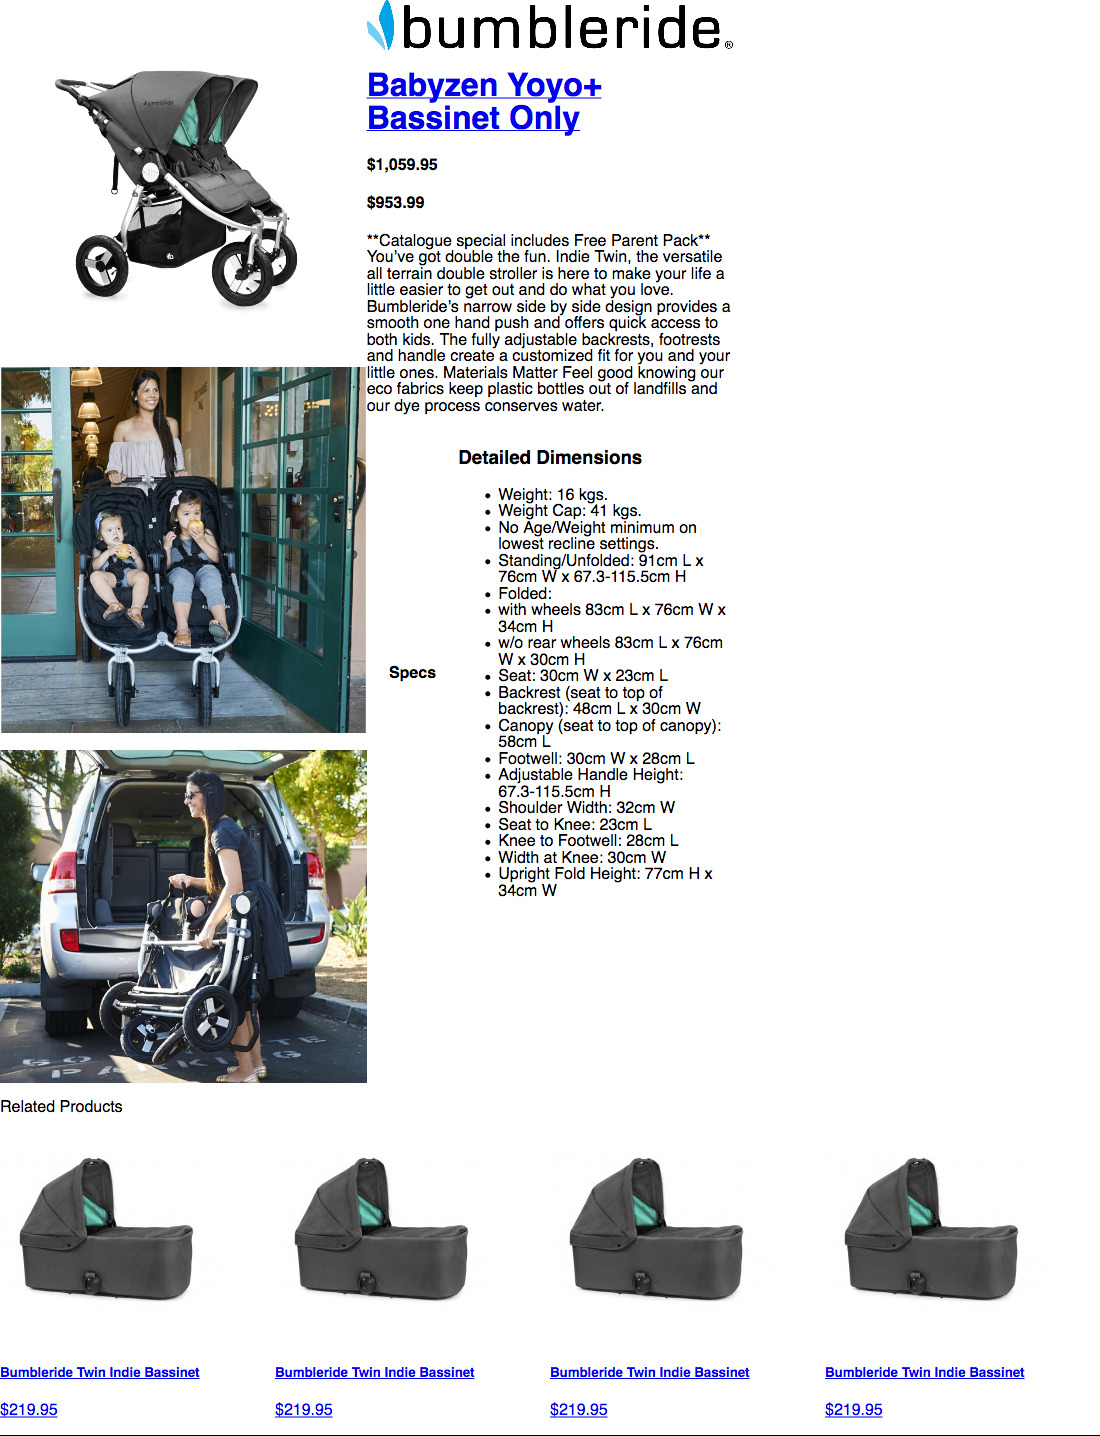 bumbleride®
Babyzen Yoyo+
Bassinet Only
$1,059.95
$953.99
**Catalogue special includes Free Parent Pack**
You've got double the fun. Indie Twin, the versatile
all terrain double stroller is here to make your life a
little easier to get out and do what you love.
Bumbleride's narrow side by side design provides a
smooth one hand push and offers quick access to
both kids. The fully adjustable backrests, footrests
and handle create a customized fit for you and your
little ones. Materials Matter Feel good knowing our
eco fabrics keep plastic bottles out of landfills and
our dye process conserves water.
Specs
Detailed Dimensions
• Weight: 16 kgs.
• Weight Cap: 41 kgs.
• No Age/Weight minimum on
lowest recline settings.
• Standing/Unfolded: 91cm L x
76cm W x 67.3-115.5cm H
• Folded:
• with wheels 83cm L x 76cm W x
34cm H
• w/o rear wheels 83cm L x 76cm
W x 30cm H
• Seat: 30cm W x 23cm L
• Backrest (seat to top of
backrest): 48cm L x 30cm W
• Canopy (seat to top of canopy):
58cm L
• Footwell: 30cm W x 28cm L
• Adjustable Handle Height:
67.3-115.5cm H
• Shoulder Width: 32cm W
• Seat to Knee: 23cm L
• Knee to Footwell: 28cm L
• Width at Knee: 30cm W
• Upright Fold Height: 77cm H x
34cm W
PARKING
Related Products
Bumbleride Twin Indie Bassinet
$219.95
Bumbleride Twin Indie Bassinet
$219.95
Bumbleride Twin Indie Bassinet
$219.95
Bumbleride Twin Indie Bassinet
$219.95